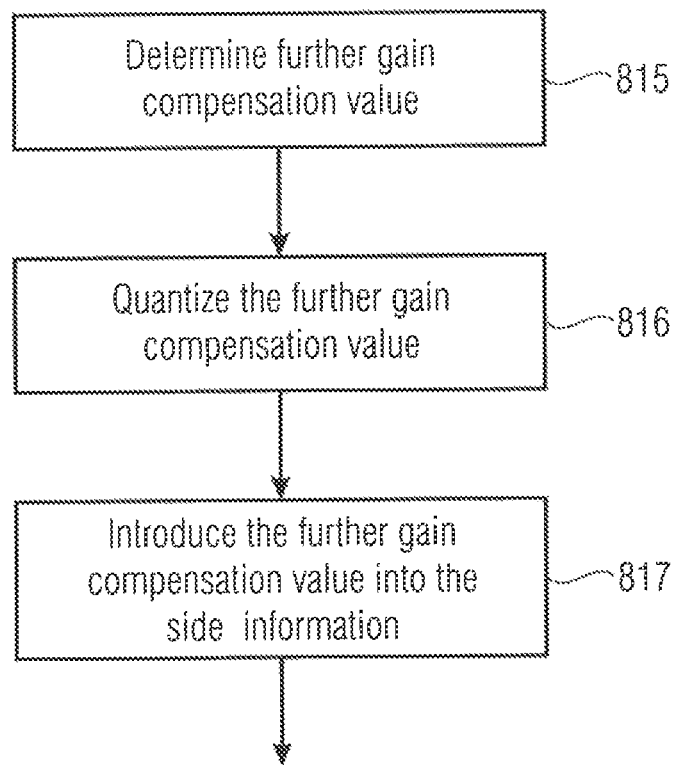 Determine further gain
compensation value
815
Quantize the further gain
compensation value
816
Introduce the further gain
compensation value into the
side information
817